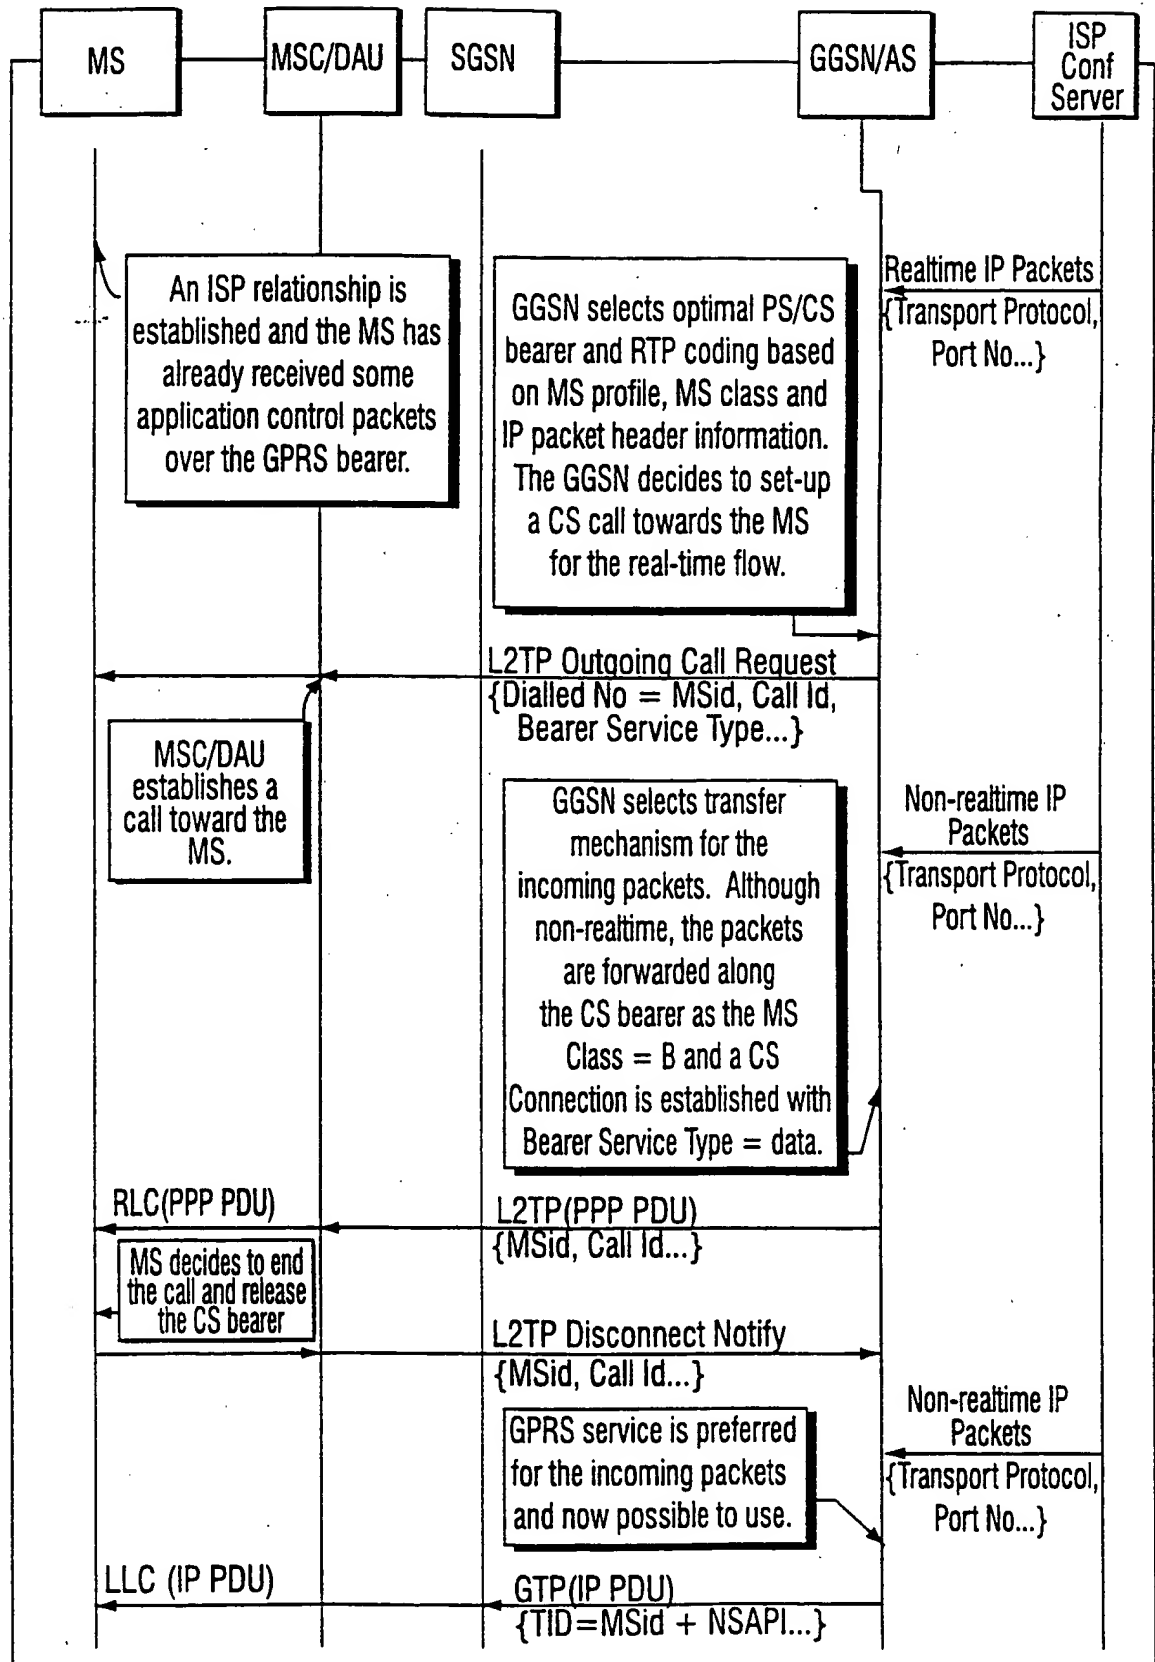 MS
MSC/DAU
SGSN
GGSN/AS
ISP
Conf
Server
An ISP relationship is
established and the MS has
already received some
application control packets
over the GPRS bearer.
GGSN selects optimal PS/CS
bearer and RTP coding based
on MS profile, MS class and
IP packet header information.
The GGSN decides to set-up
a CS call towards the MS
for the real-time flow.
Realtime IP Packets
{Transport Protocol,
Port No...}
L2TP Outgoing Call Request
{Dialled No = MSid, Call Id,
Bearer Service Type...}
MSC/DAU
establishes a
call toward the
MS.
GGSN selects transfer
mechanism for the
incoming packets. Although
non-realtime, the packets
are forwarded along
the CS bearer as the MS
Class = B and a CS
Connection is established with
Bearer Service Type = data.
Non-realtime IP
Packets
{Transport Protocol,
Port No...}
RLC(PPP PDU)
L2TP(PPP PDU)
{MSid, Call Id...}
MS decides to end
the call and release
the CS bearer
L2TP Disconnect Notify
{MSid, Call Id...}
GPRS service is preferred
for the incoming packets
and now possible to use.
Non-realtime IP
Packets
{Transport Protocol,
Port No...}
LLC (IP PDU)
GTP(IP PDU)
{TID=MSid + NSAPI...}